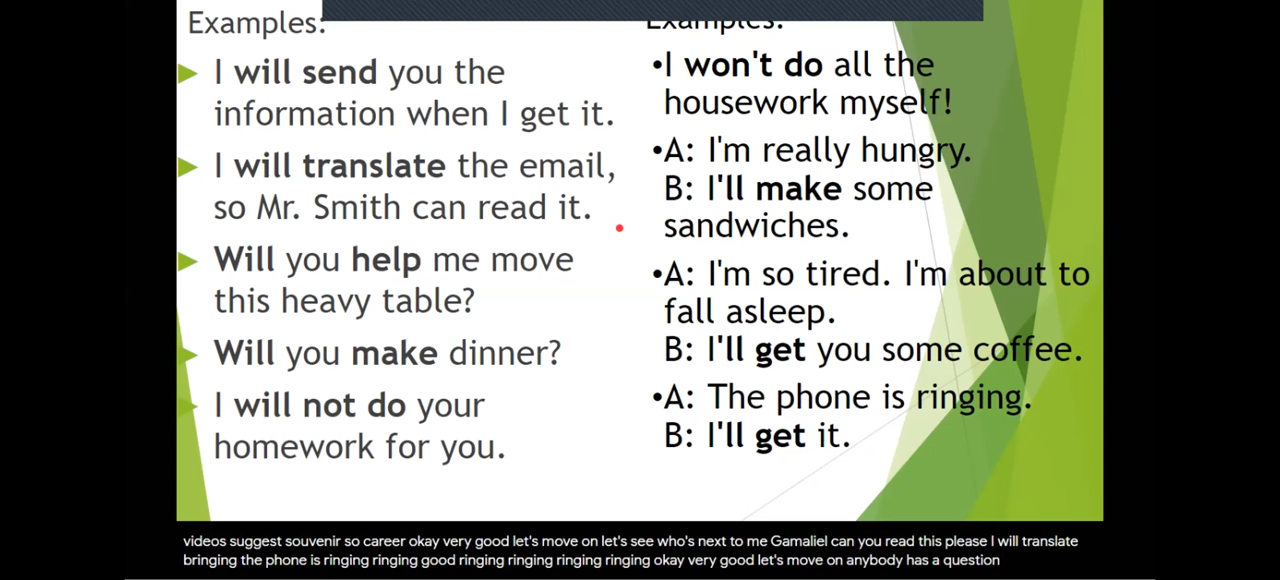 Examples:
I will send you the
information when I get it.
I will translate the email,
so Mr. Smith can read it.
Will you help me move
this heavy table?
Will you make dinner?
I will not do your
homework for you.
Examples:
•I won't do all the
housework myself!
•A: I'm really hungry.
B: I'll make some
sandwiches.
•A: I'm so tired. I'm about to
fall asleep.
B: I'll get you some coffee.
•A: The phone is ringing.
B: I'll get it.
videos suggest souvenir so career okay very good let's move on let's see who's next to me Gamaliel can you read this please I will translate
bringing the phone is ringing ringing good ringing ringing ringing ringing okay very good let's move on anybody has a question